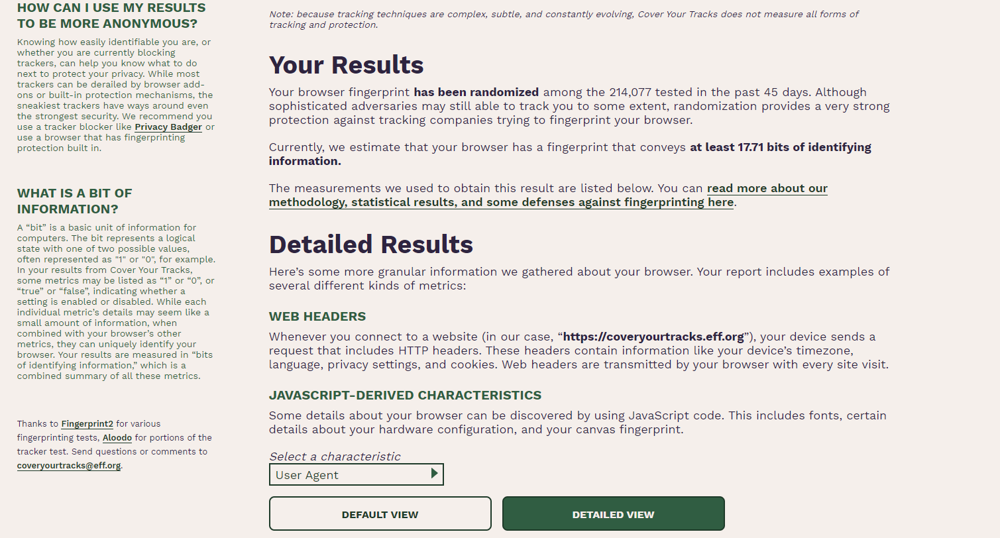 HOW CAN I USE MY RESULTS
TO BE MORE ANONYMOUS?
Knowing how easily identifiable you are, or
whether you are currently blocking
trackers, can help you know what to do
next to protect your privacy. While most
trackers can be derailed by browser add-
ons or built-in protection mechanisms, the
sneakiest trackers have ways around even
the strongest security. We recommend you
use a tracker blocker like Privacy Badger or
use a browser that has fingerprinting
protection built in.
WHAT IS A BIT OF
INFORMATION?
A “bit” is a basic unit of information for
computers. The bit represents a logical
state with one of two possible values,
often represented as "1" or "0", for example.
In your results from Cover Your Tracks,
some metrics may be listed as “1” or “0”, or
“true” or “false”, indicating whether a
setting is enabled or disabled. While each
individual metric’s details may seem like a
small amount of information, when
combined with your browser’s other
metrics, they can uniquely identify your
browser. Your results are measured in “bits
of identifying information,” which is a
combined summary of all these metrics.
Thanks to Fingerprint2 for various
fingerprinting tests, Aloodo for portions of the
tracker test. Send questions or comments to
coveryourtracks@eff.org.
Note: because tracking techniques are complex, subtle, and constantly evolving, Cover Your Tracks does not measure all forms of
tracking and protection.
Your Results
Your browser fingerprint has been randomized among the 214,077 tested in the past 45 days. Although
sophisticated adversaries may still able to track you to some extent, randomization provides a very strong
protection against tracking companies trying to fingerprint your browser.
Currently, we estimate that your browser has a fingerprint that conveys at least 17.71 bits of identifying
information.
The measurements we used to obtain this result are listed below. You can read more about our
methodology, statistical results, and some defenses against fingerprinting here.
Detailed Results
Here’s some more granular information we gathered about your browser. Your report includes examples of
several different kinds of metrics:
WEB HEADERS
Whenever you connect to a website (in our case, “https://coveryourtracks.eff.org”), your device sends a
request that includes HTTP headers. These headers contain information like your device’s timezone,
language, privacy settings, and cookies. Web headers are transmitted by your browser with every site visit.
JAVASCRIPT-DERIVED CHARACTERISTICS
Some details about your browser can be discovered by using JavaScript code. This includes fonts, certain
details about your hardware configuration, and your canvas fingerprint.
Select a characteristic
User Agent
DEFAULT VIEW
DETAILED VIEW